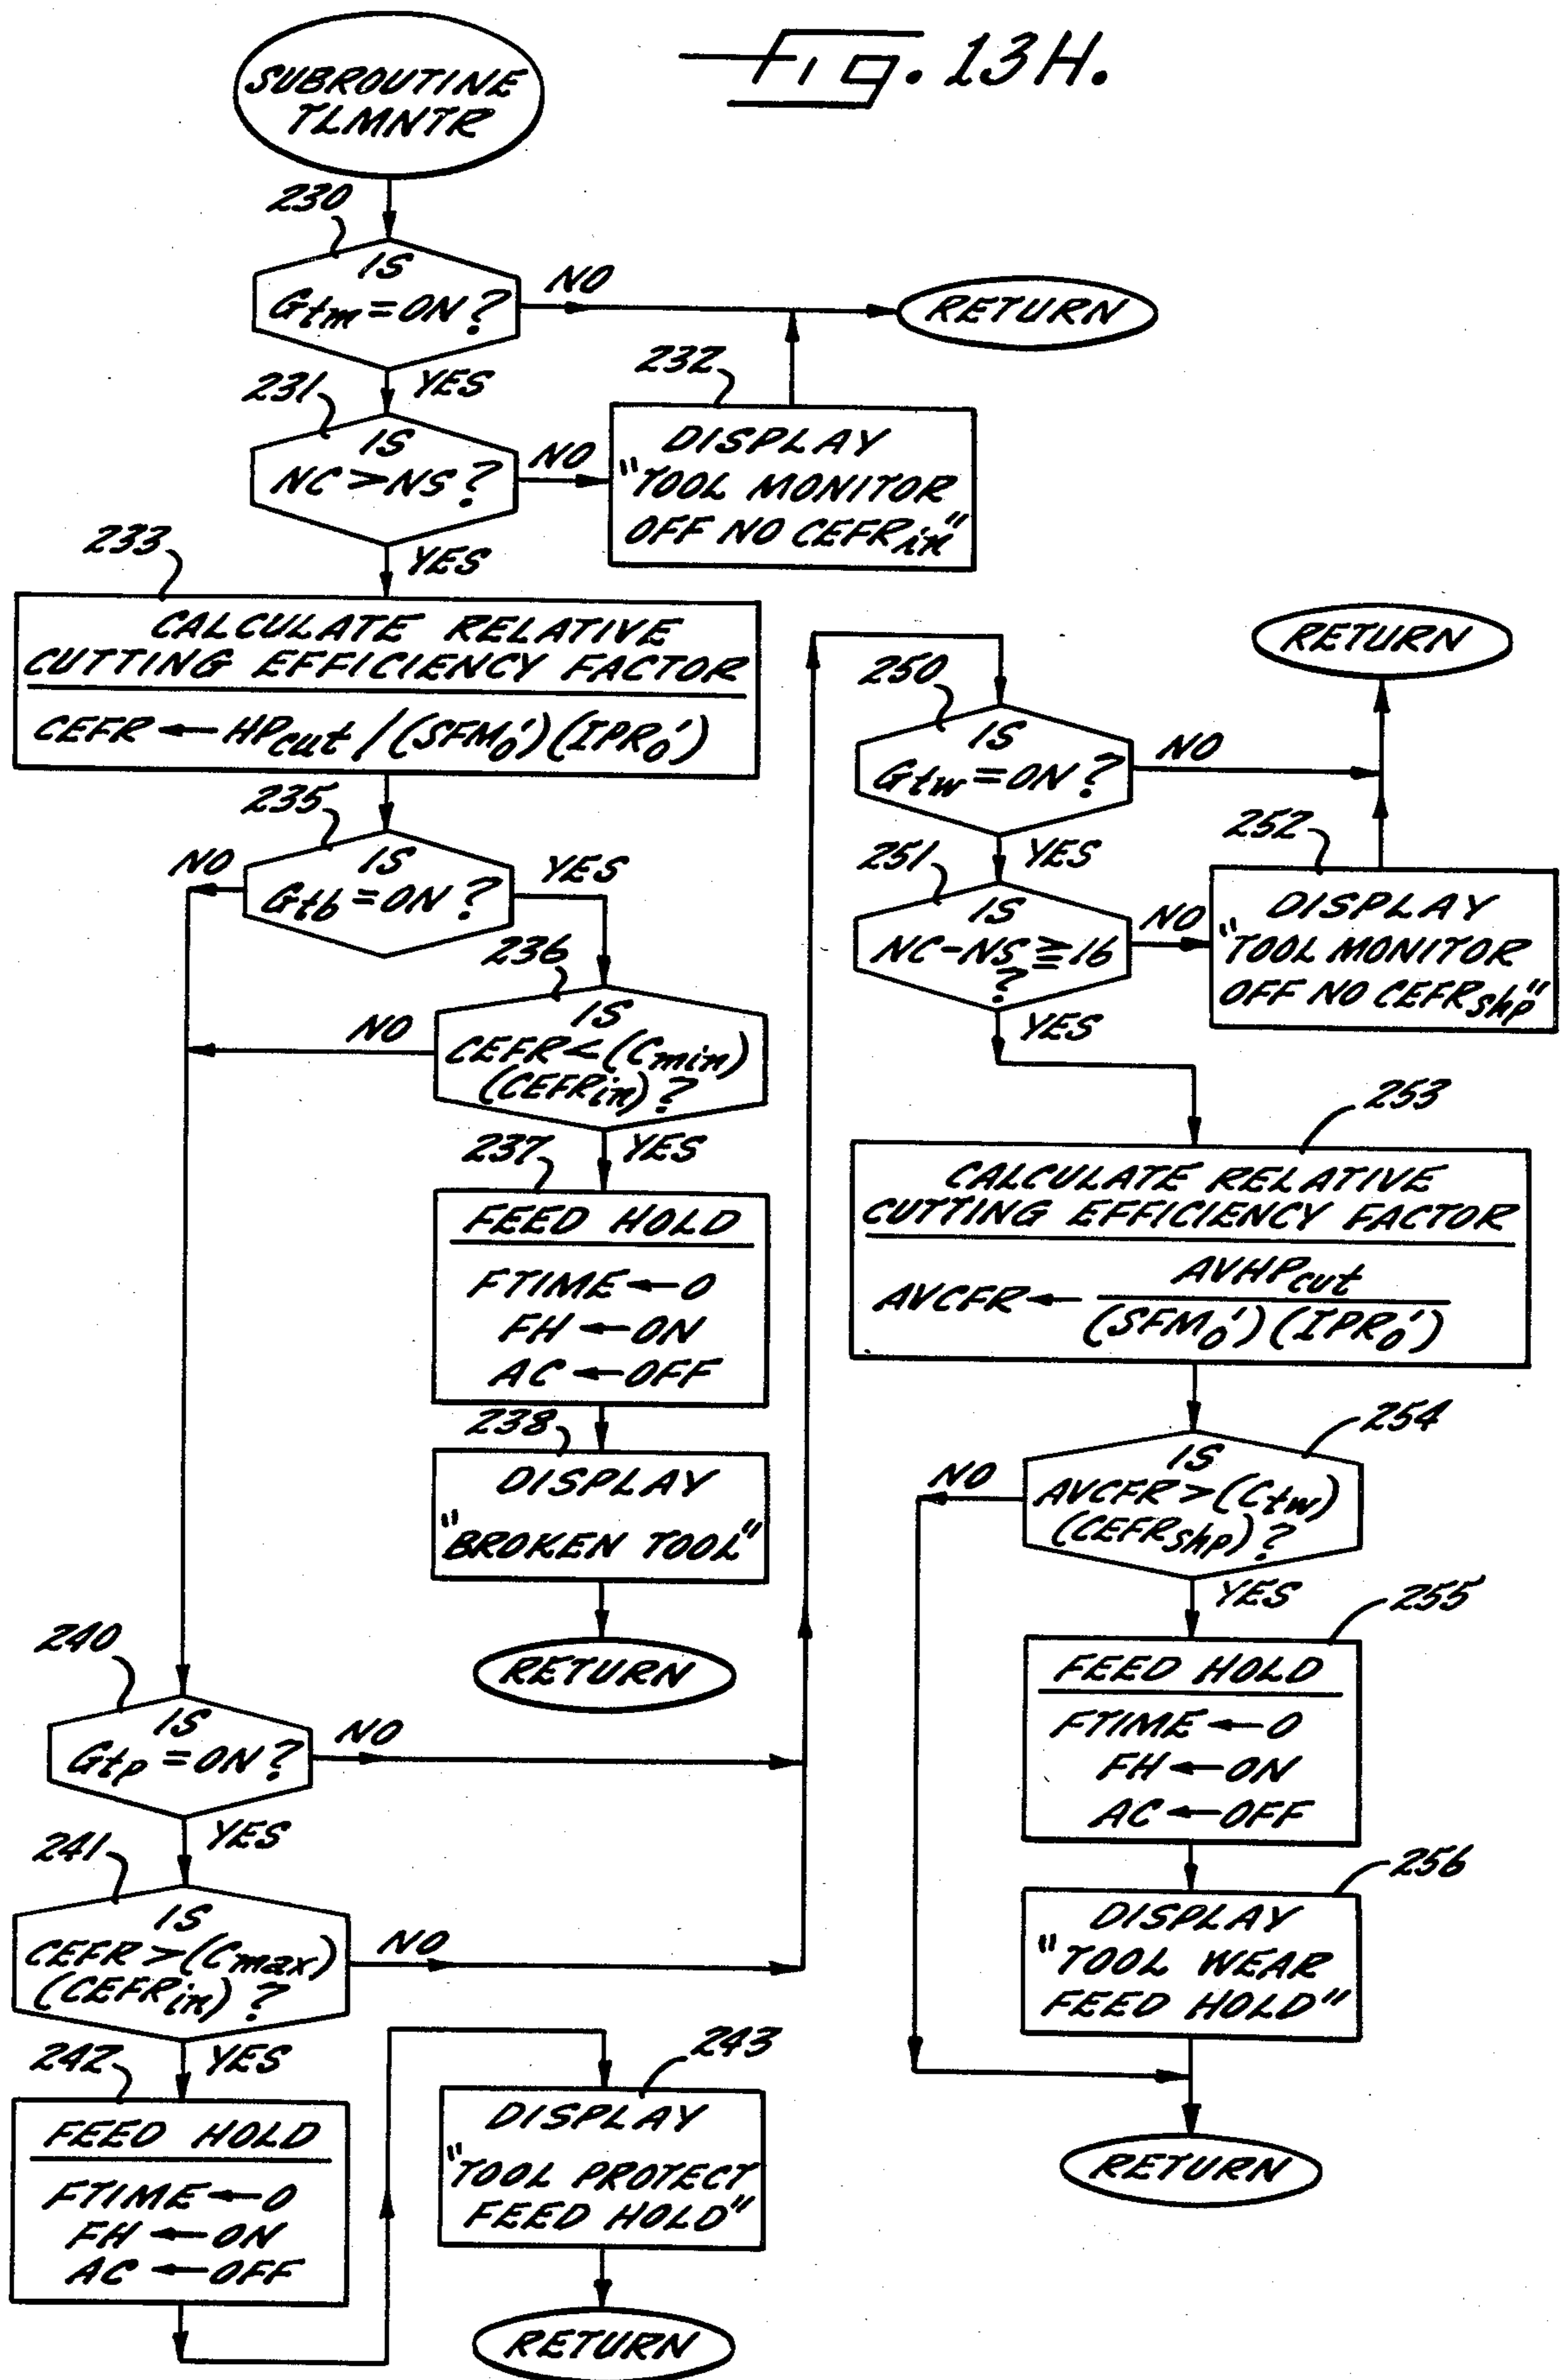 Fig. 13H.
SUBROUTINE
TLMNTR
230
IS
Gtm = ON ?
NO
RETURN
YES
231
IS
NC > NS ?
NO
232
DISPLAY
"TOOL MONITOR
OFF NO CEFRin"
YES
233
CALCULATE RELATIVE
CUTTING EFFICIENCY FACTOR
CEFR ← HPcut / (SFMo') (IPRo')
235
IS
Gtb = ON ?
NO
YES
236
IS
CEFR < (Cmin)
(CEFRin) ?
NO
YES
237
FEED HOLD
FTIME ← 0
FH ← ON
AC ← OFF
238
DISPLAY
"BROKEN TOOL"
RETURN
240
IS
Gtp = ON ?
NO
YES
241
IS
CEFR > (Cmax)
(CEFRin) ?
NO
YES
242
FEED HOLD
FTIME ← 0
FH ← ON
AC ← OFF
243
DISPLAY
"TOOL PROTECT
FEED HOLD"
RETURN
250
IS
Gtw = ON ?
NO
RETURN
YES
251
IS
NC - NS ≧ 16
?
NO
252
DISPLAY
"TOOL MONITOR
OFF NO CEFRshp"
YES
253
CALCULATE RELATIVE
CUTTING EFFICIENCY FACTOR
AVHPcut
AVCFR ←
(SFMo') (IPRo')
254
IS
AVCFR > (Ctw)
(CEFRshp) ?
NO
YES
255
FEED HOLD
FTIME ← 0
FH ← ON
AC ← OFF
256
DISPLAY
"TOOL WEAR
FEED HOLD"
RETURN